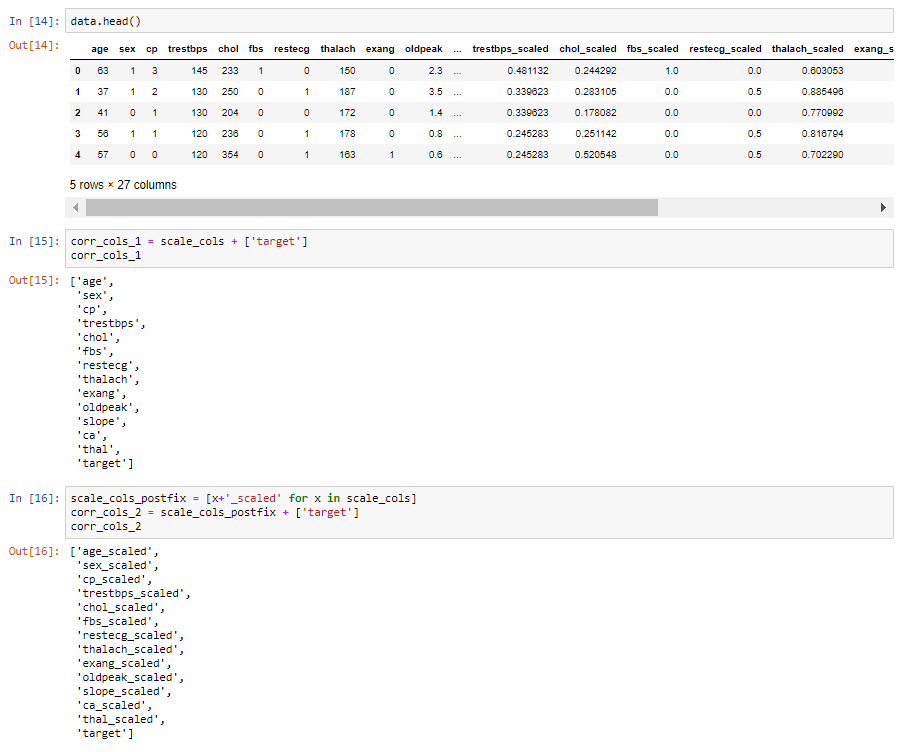 In [14]: data.head()
Out[14]:
age sex cp trestbps chol fbs restecg thalach exang oldpeak ... trestbps_scaled chol_scaled fbs_scaled restecg_scaled thalach_scaled exang_s
0 63 1 3 145 233 1 0 150 0 2.3 ... 0.481132 0.244292 1.0 0.0 0.603053
1 37 1 2 130 250 0 1 187 0 3.5 ... 0.339623 0.283105 0.0 0.5 0.885496
2 41 0 1 130 204 0 0 172 0 1.4 ... 0.339623 0.178082 0.0 0.0 0.770992
3 56 1 1 120 236 0 1 178 0 0.8 ... 0.245283 0.251142 0.0 0.5 0.816794
4 57 0 0 120 354 0 1 163 1 0.6 ... 0.245283 0.520548 0.0 0.5 0.702290
5 rows × 27 columns
In [15]: corr_cols_1 = scale_cols + ['target']
corr_cols_1
Out[15]: ['age',
'sex',
'cp',
'trestbps',
'chol',
'fbs',
'restecg',
'thalach',
'exang',
'oldpeak',
'slope',
'ca',
'thal',
'target']
In [16]: scale_cols_postfix = [x+'_scaled' for x in scale_cols]
corr_cols_2 = scale_cols_postfix + ['target']
corr_cols_2
Out[16]: ['age_scaled',
'sex_scaled',
'cp_scaled',
'trestbps_scaled',
'chol_scaled',
'fbs_scaled',
'restecg_scaled',
'thalach_scaled',
'exang_scaled',
'oldpeak_scaled',
'slope_scaled',
'ca_scaled',
'thal_scaled',
'target']